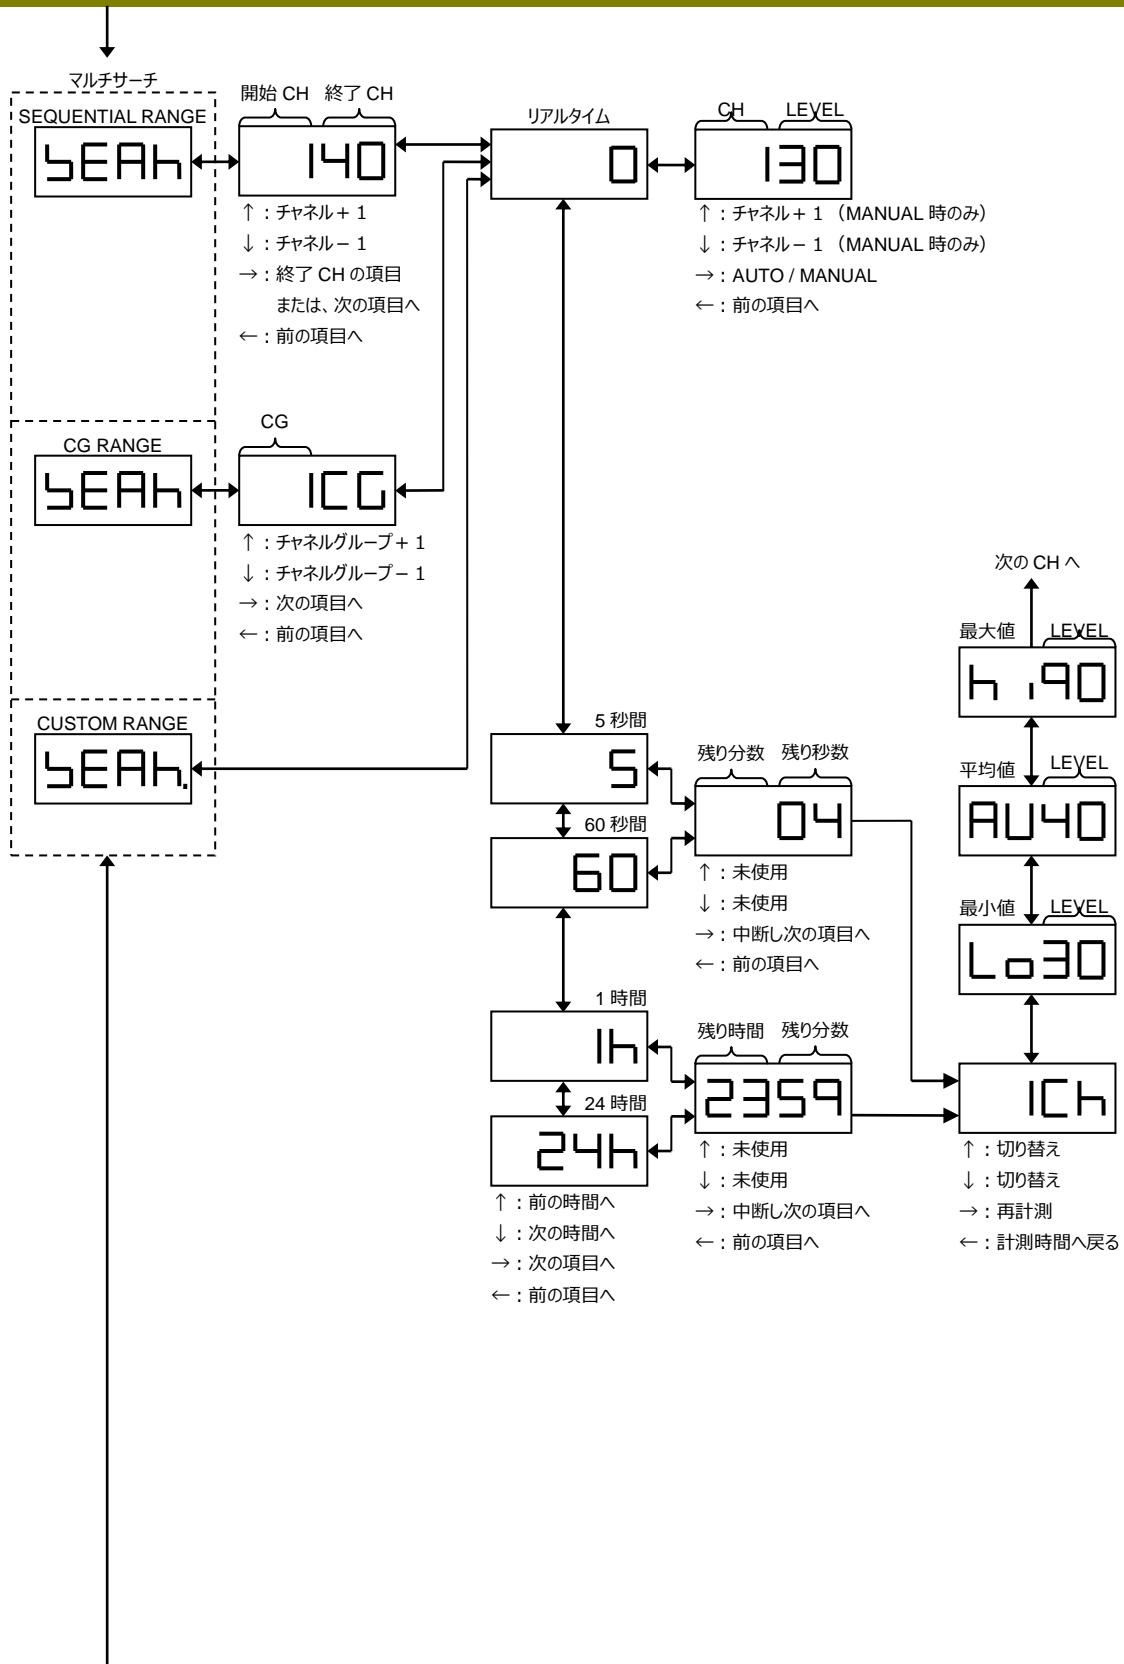 マルチサーチ
SEQUENTIAL RANGE
SEAh
開始 CH 終了 CH
140
↑：チャネル＋ 1
↓：チャネル－ 1
→：終了 CH の項目
または、次の項目へ
←：前の項目へ
リアルタイム
0
CH LEVEL
130
↑：チャネル＋ 1 （MANUAL 時のみ）
↓：チャネル－ 1 （MANUAL 時のみ）
→：AUTO / MANUAL
←：前の項目へ
CG RANGE
SEAh
CG
1CG
↑：チャネルグループ＋ 1
↓：チャネルグループ－ 1
→：次の項目へ
←：前の項目へ
CUSTOM RANGE
SEAh.
5 秒間
5
60 秒間
60
1 時間
1h
24 時間
24h
↑：前の時間へ
↓：次の時間へ
→：次の項目へ
←：前の項目へ
残り分数 残り秒数
04
↑：未使用
↓：未使用
→：中断し次の項目へ
←：前の項目へ
残り時間 残り分数
2359
↑：未使用
↓：未使用
→：中断し次の項目へ
←：前の項目へ
次の CH へ
最大値 LEVEL
hi90
平均値 LEVEL
AU40
最小値 LEVEL
Lo30
1Ch
↑：切り替え
↓：切り替え
→：再計測
←：計測時間へ戻る